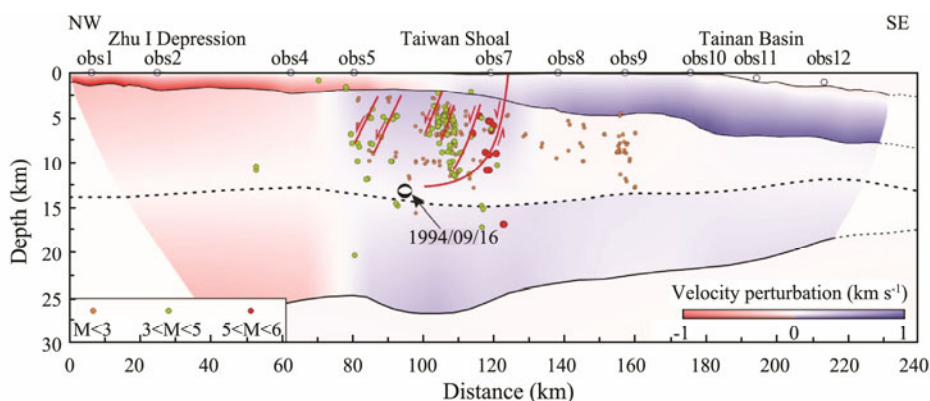 NW SE
Zhu I Depression Taiwan Shoal Tainan Basin
obs1 obs2 obs4 obs5 obs7 obs8 obs9 obs10 obs11 obs12
0
5
10
15
20
25
30
Depth (km)
1994/09/16
M<3 3<M<5 5<M<6
Velocity perturbation (km s⁻¹)
-1 0 1
0 20 40 60 80 100 120 140 160 180 200 220 240
Distance (km)